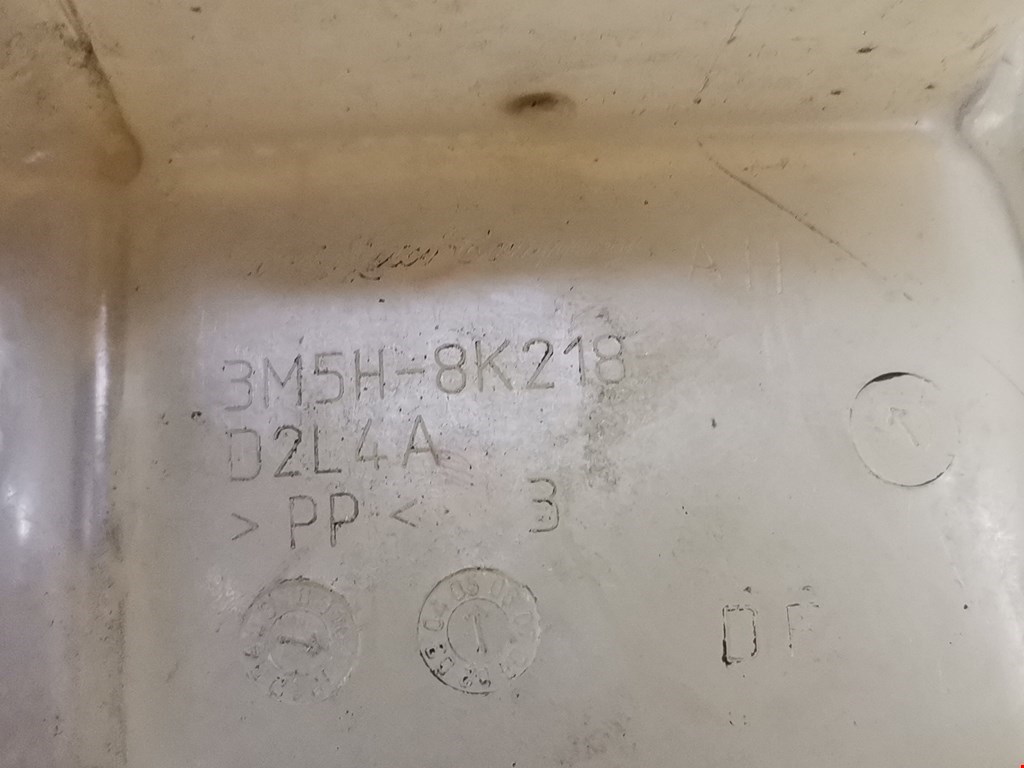 3M5H-8K218
D2L4A
>PP< 3
DF